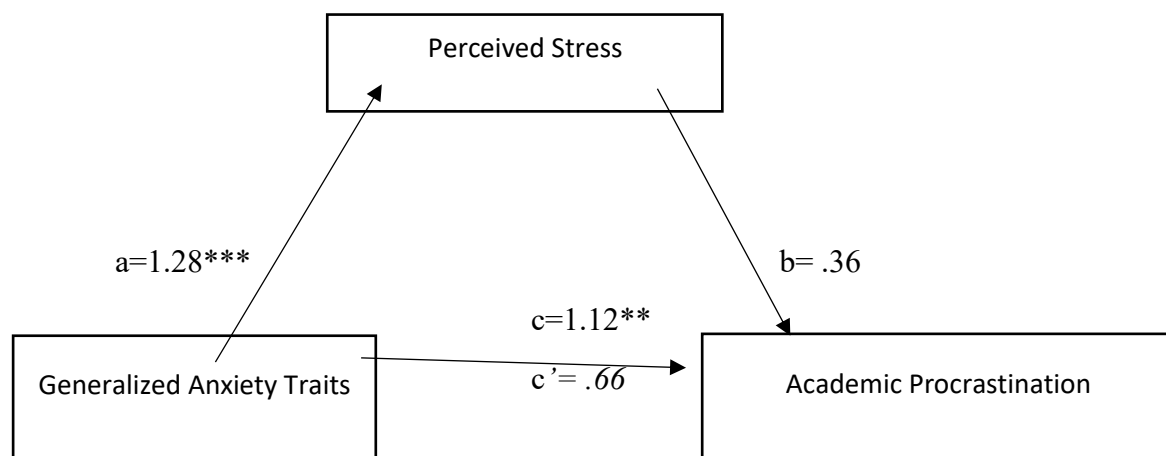 Perceived Stress
a=1.28***
b= .36
c=1.12**
c’= .66
Generalized Anxiety Traits
Academic Procrastination